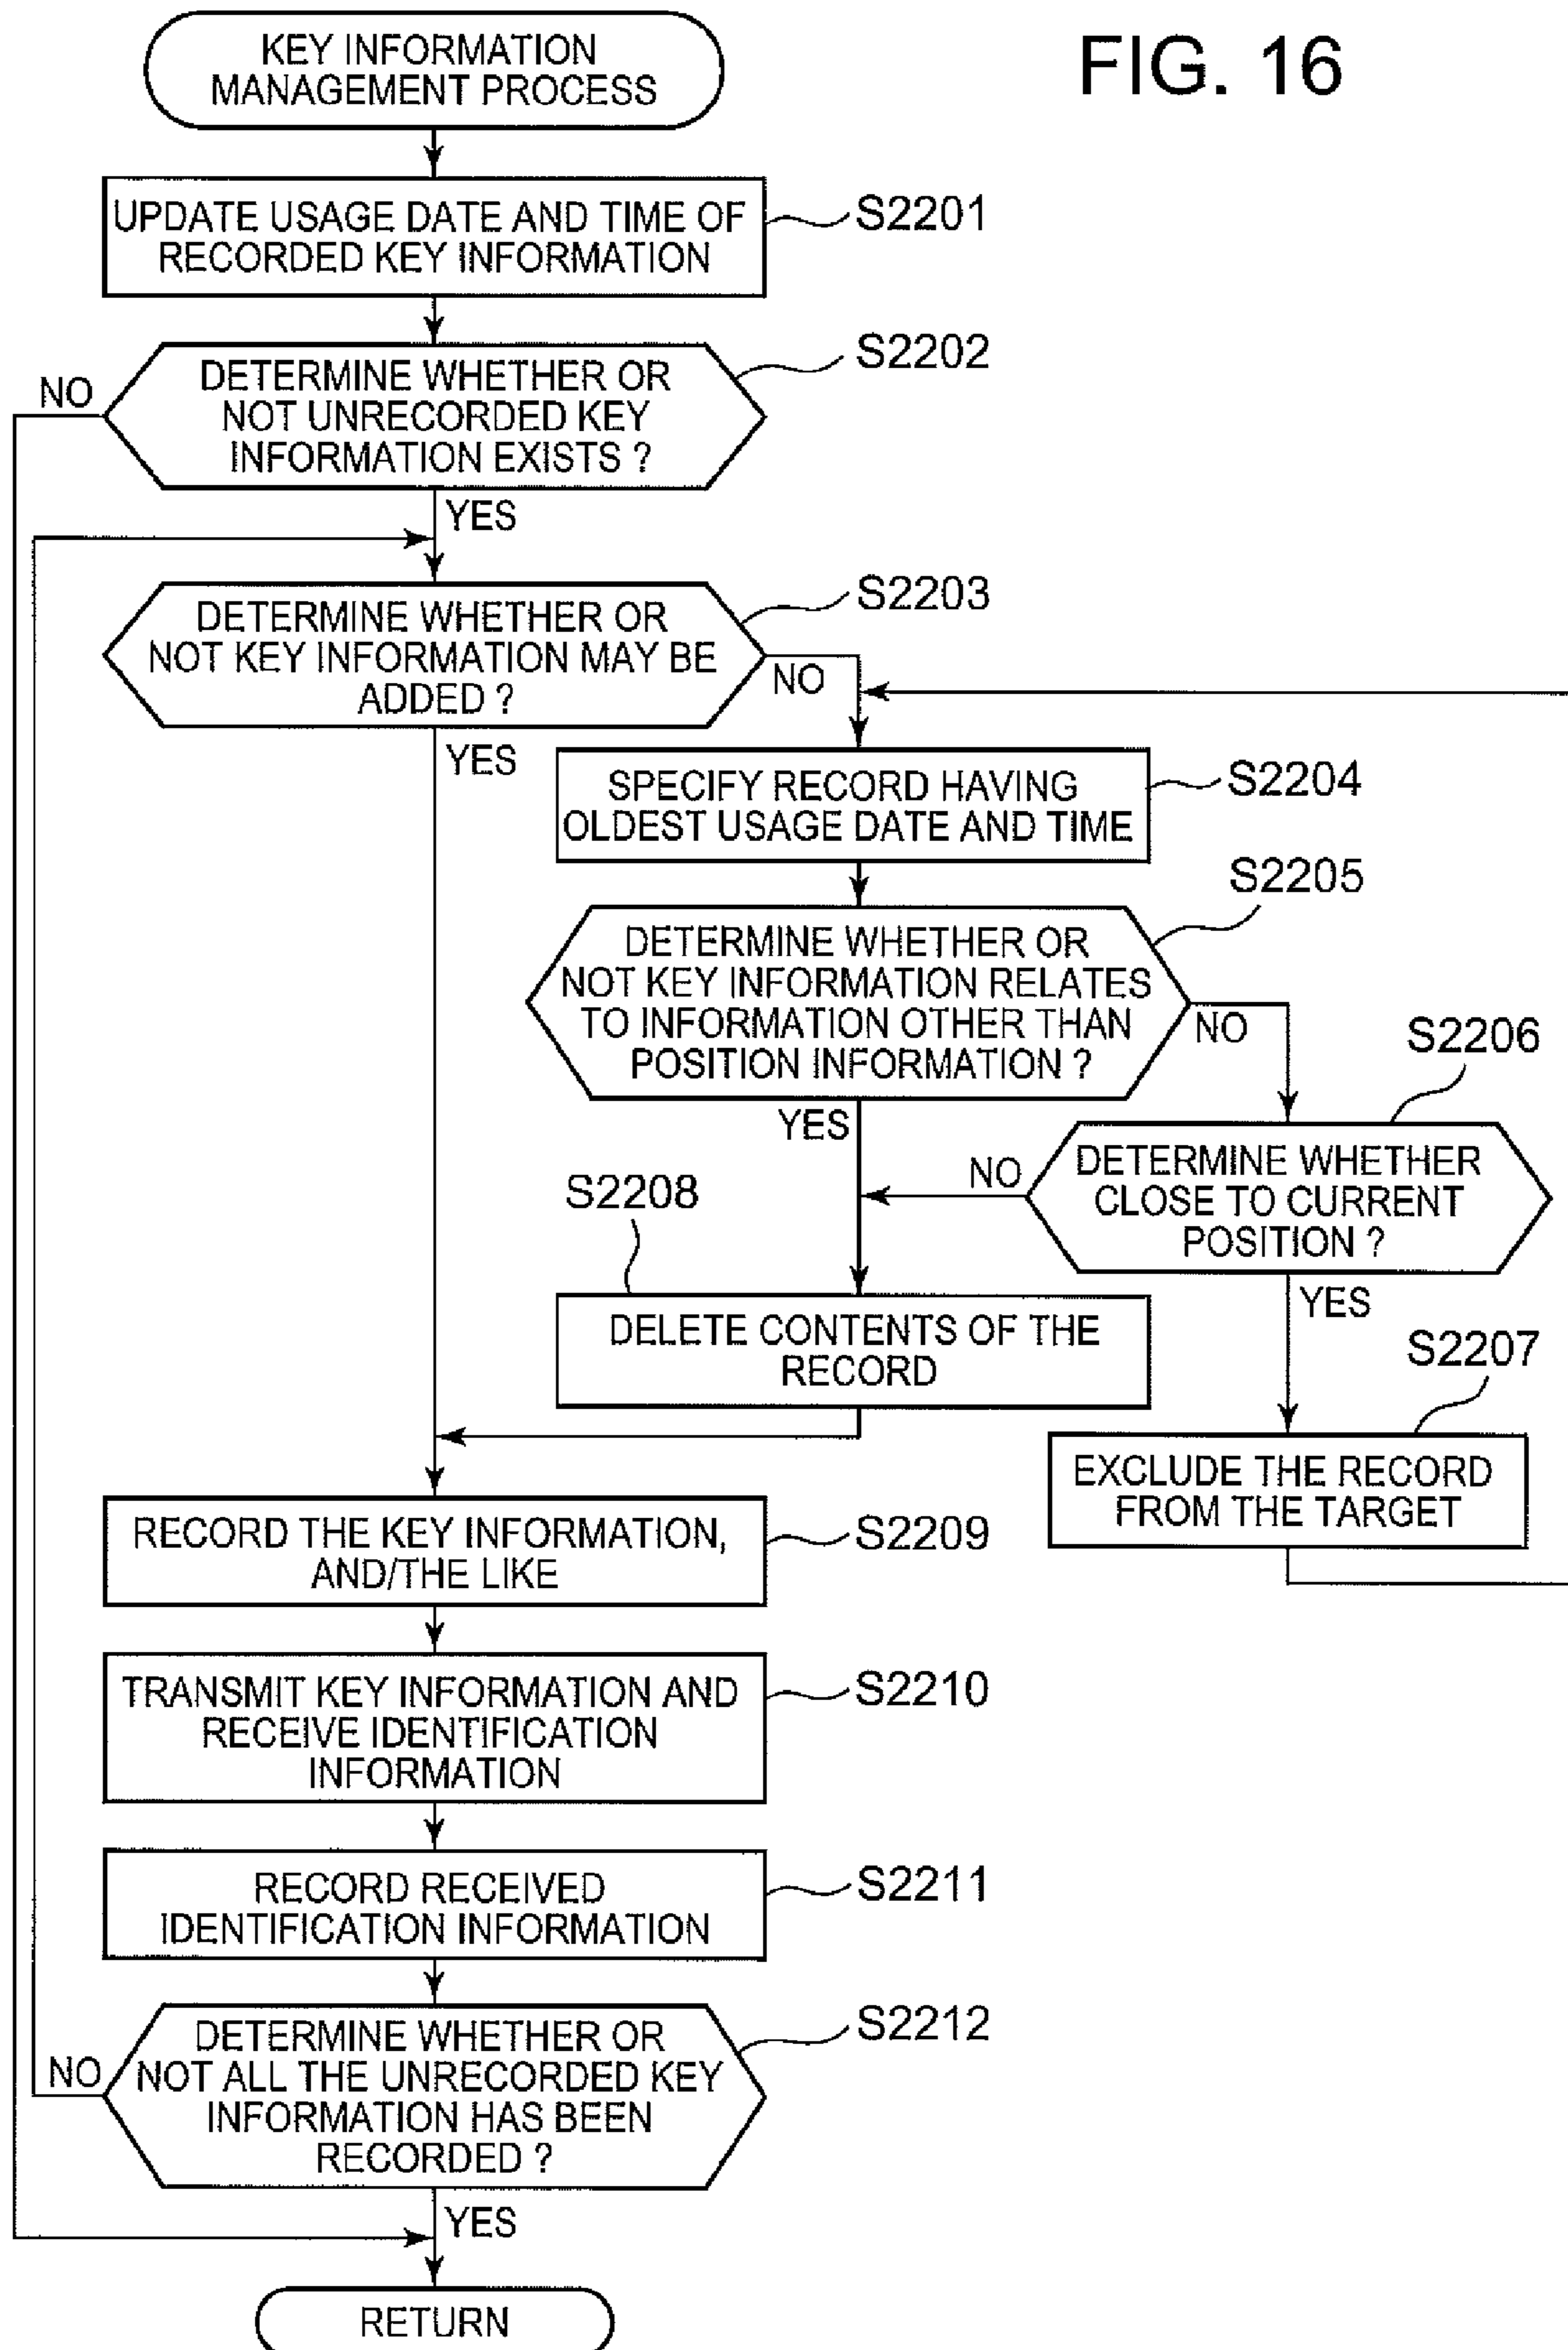 FIG. 16
KEY INFORMATION
MANAGEMENT PROCESS
UPDATE USAGE DATE AND TIME OF
RECORDED KEY INFORMATION
S2201
DETERMINE WHETHER OR
NOT UNRECORDED KEY
INFORMATION EXISTS ?
S2202
NO
YES
DETERMINE WHETHER OR
NOT KEY INFORMATION MAY BE
ADDED ?
S2203
NO
YES
SPECIFY RECORD HAVING
OLDEST USAGE DATE AND TIME
S2204
DETERMINE WHETHER OR
NOT KEY INFORMATION RELATES
TO INFORMATION OTHER THAN
POSITION INFORMATION ?
S2205
NO
YES
DETERMINE WHETHER
CLOSE TO CURRENT
POSITION ?
S2206
NO
YES
EXCLUDE THE RECORD
FROM THE TARGET
S2207
DELETE CONTENTS OF THE
RECORD
S2208
RECORD THE KEY INFORMATION,
AND/THE LIKE
S2209
TRANSMIT KEY INFORMATION AND
RECEIVE IDENTIFICATION
INFORMATION
S2210
RECORD RECEIVED
IDENTIFICATION INFORMATION
S2211
DETERMINE WHETHER OR
NOT ALL THE UNRECORDED KEY
INFORMATION HAS BEEN
RECORDED ?
S2212
NO
YES
RETURN